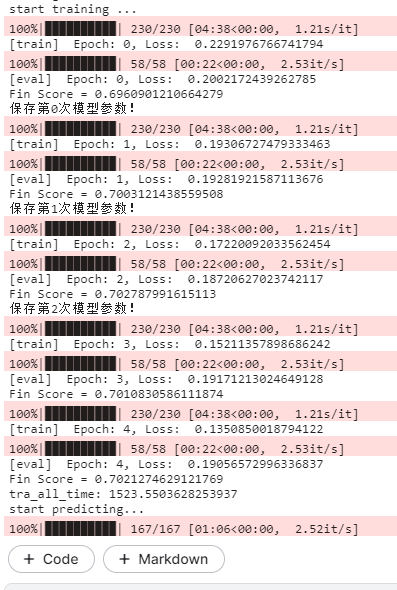 start training ...
100%|██████████| 230/230 [04:38<00:00,  1.21s/it]
[train]  Epoch: 0, Loss:  0.2291976766741794
100%|██████████| 58/58 [00:22<00:00,  2.53it/s]
[eval]  Epoch: 0, Loss:  0.2002172439262785
Fin Score = 0.6960901210664279
保存第0次模型参数!
100%|██████████| 230/230 [04:38<00:00,  1.21s/it]
[train]  Epoch: 1, Loss:  0.19306727479333463
100%|██████████| 58/58 [00:22<00:00,  2.53it/s]
[eval]  Epoch: 1, Loss:  0.19281921587113676
Fin Score = 0.7003121438559508
保存第1次模型参数!
100%|██████████| 230/230 [04:38<00:00,  1.21s/it]
[train]  Epoch: 2, Loss:  0.17220092033562454
100%|██████████| 58/58 [00:22<00:00,  2.53it/s]
[eval]  Epoch: 2, Loss:  0.18720627023742117
Fin Score = 0.702787991615113
保存第2次模型参数!
100%|██████████| 230/230 [04:38<00:00,  1.21s/it]
[train]  Epoch: 3, Loss:  0.15211357898686242
100%|██████████| 58/58 [00:22<00:00,  2.53it/s]
[eval]  Epoch: 3, Loss:  0.19171213024649128
Fin Score = 0.7010830586111874
100%|██████████| 230/230 [04:38<00:00,  1.21s/it]
[train]  Epoch: 4, Loss:  0.1350850018794122
100%|██████████| 58/58 [00:22<00:00,  2.53it/s]
[eval]  Epoch: 4, Loss:  0.19056572996336837
Fin Score = 0.7021274629121769
tra_all_time: 1523.5503628253937
start predicting...
100%|██████████| 167/167 [01:06<00:00,  2.52it/s]
+ Code + Markdown